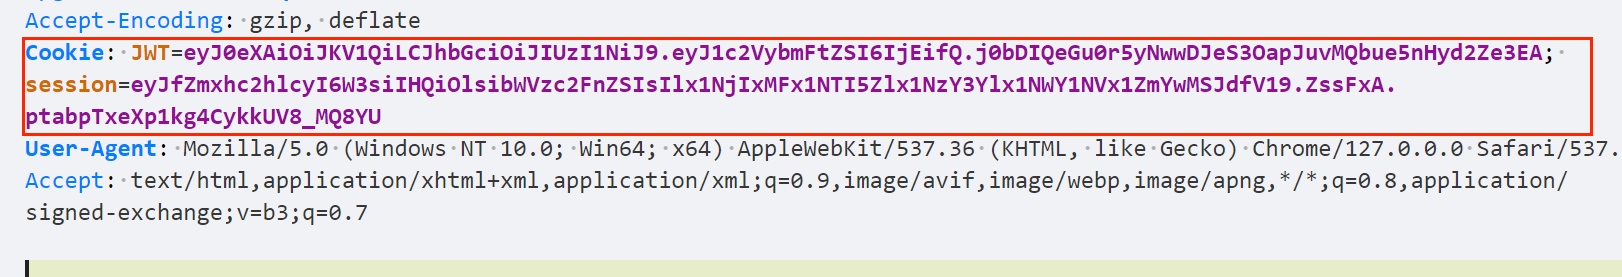 Accept-Encoding: gzip, deflate
Cookie: JWT=eyJ0eXAiOiJKV1QiLCJhbGciOiJIUzI1NiJ9.eyJ1c2VybmFtZSI6IjEifQ.j0bDIQeGu0r5yNwwDJeS3OapJuvMQbue5nHyd2Ze3EA;
session=eyJfZmxhc2hlcyI6W3siIHQiOlsibWVzc2FnZSIsIlx1NjIxMFx1NTI5Zlx1NzY3Ylx1NWY1NVx1ZmYwMSJdfV19.ZssFxA.
ptabpTxeXp1kg4CykkUV8_MQ8YU
User-Agent: Mozilla/5.0 (Windows NT 10.0; Win64; x64) AppleWebKit/537.36 (KHTML, like Gecko) Chrome/127.0.0.0 Safari/537.
Accept: text/html,application/xhtml+xml,application/xml;q=0.9,image/avif,image/webp,image/apng,*/*;q=0.8,application/
signed-exchange;v=b3;q=0.7